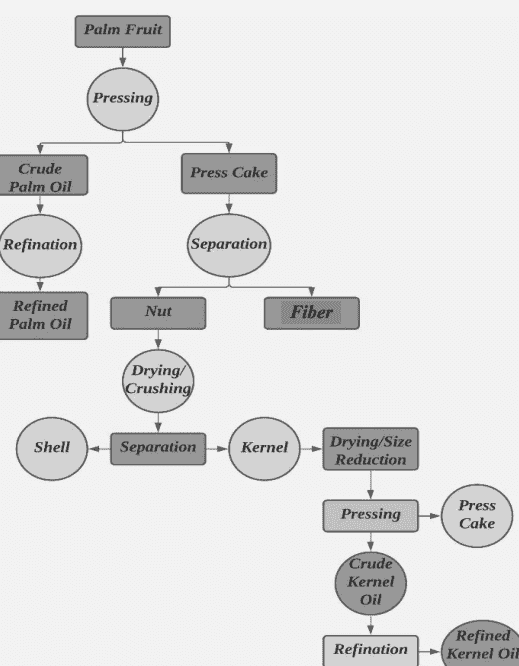 Palm Fruit
Pressing
Crude
Palm Oil
Press Cake
Refination
Separation
Refined
Palm Oil
Nut
Fiber
Drying/
Crushing
Shell
Separation
Kernel
Drying/Size
Reduction
Pressing
Press
Cake
Crude
Kernel
Oil
Refination
Refined
Kernel Oil